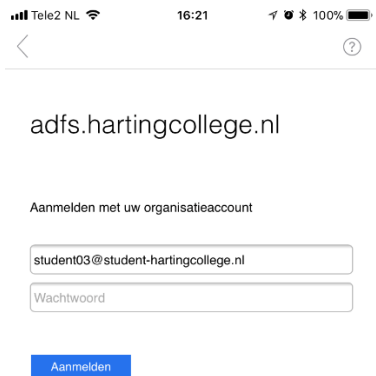 Tele2 NL 16:21 100%
?
adfs.hartingcollege.nl
Aanmelden met uw organisatieaccount
student03@student-hartingcollege.nl
Wachtwoord
Aanmelden